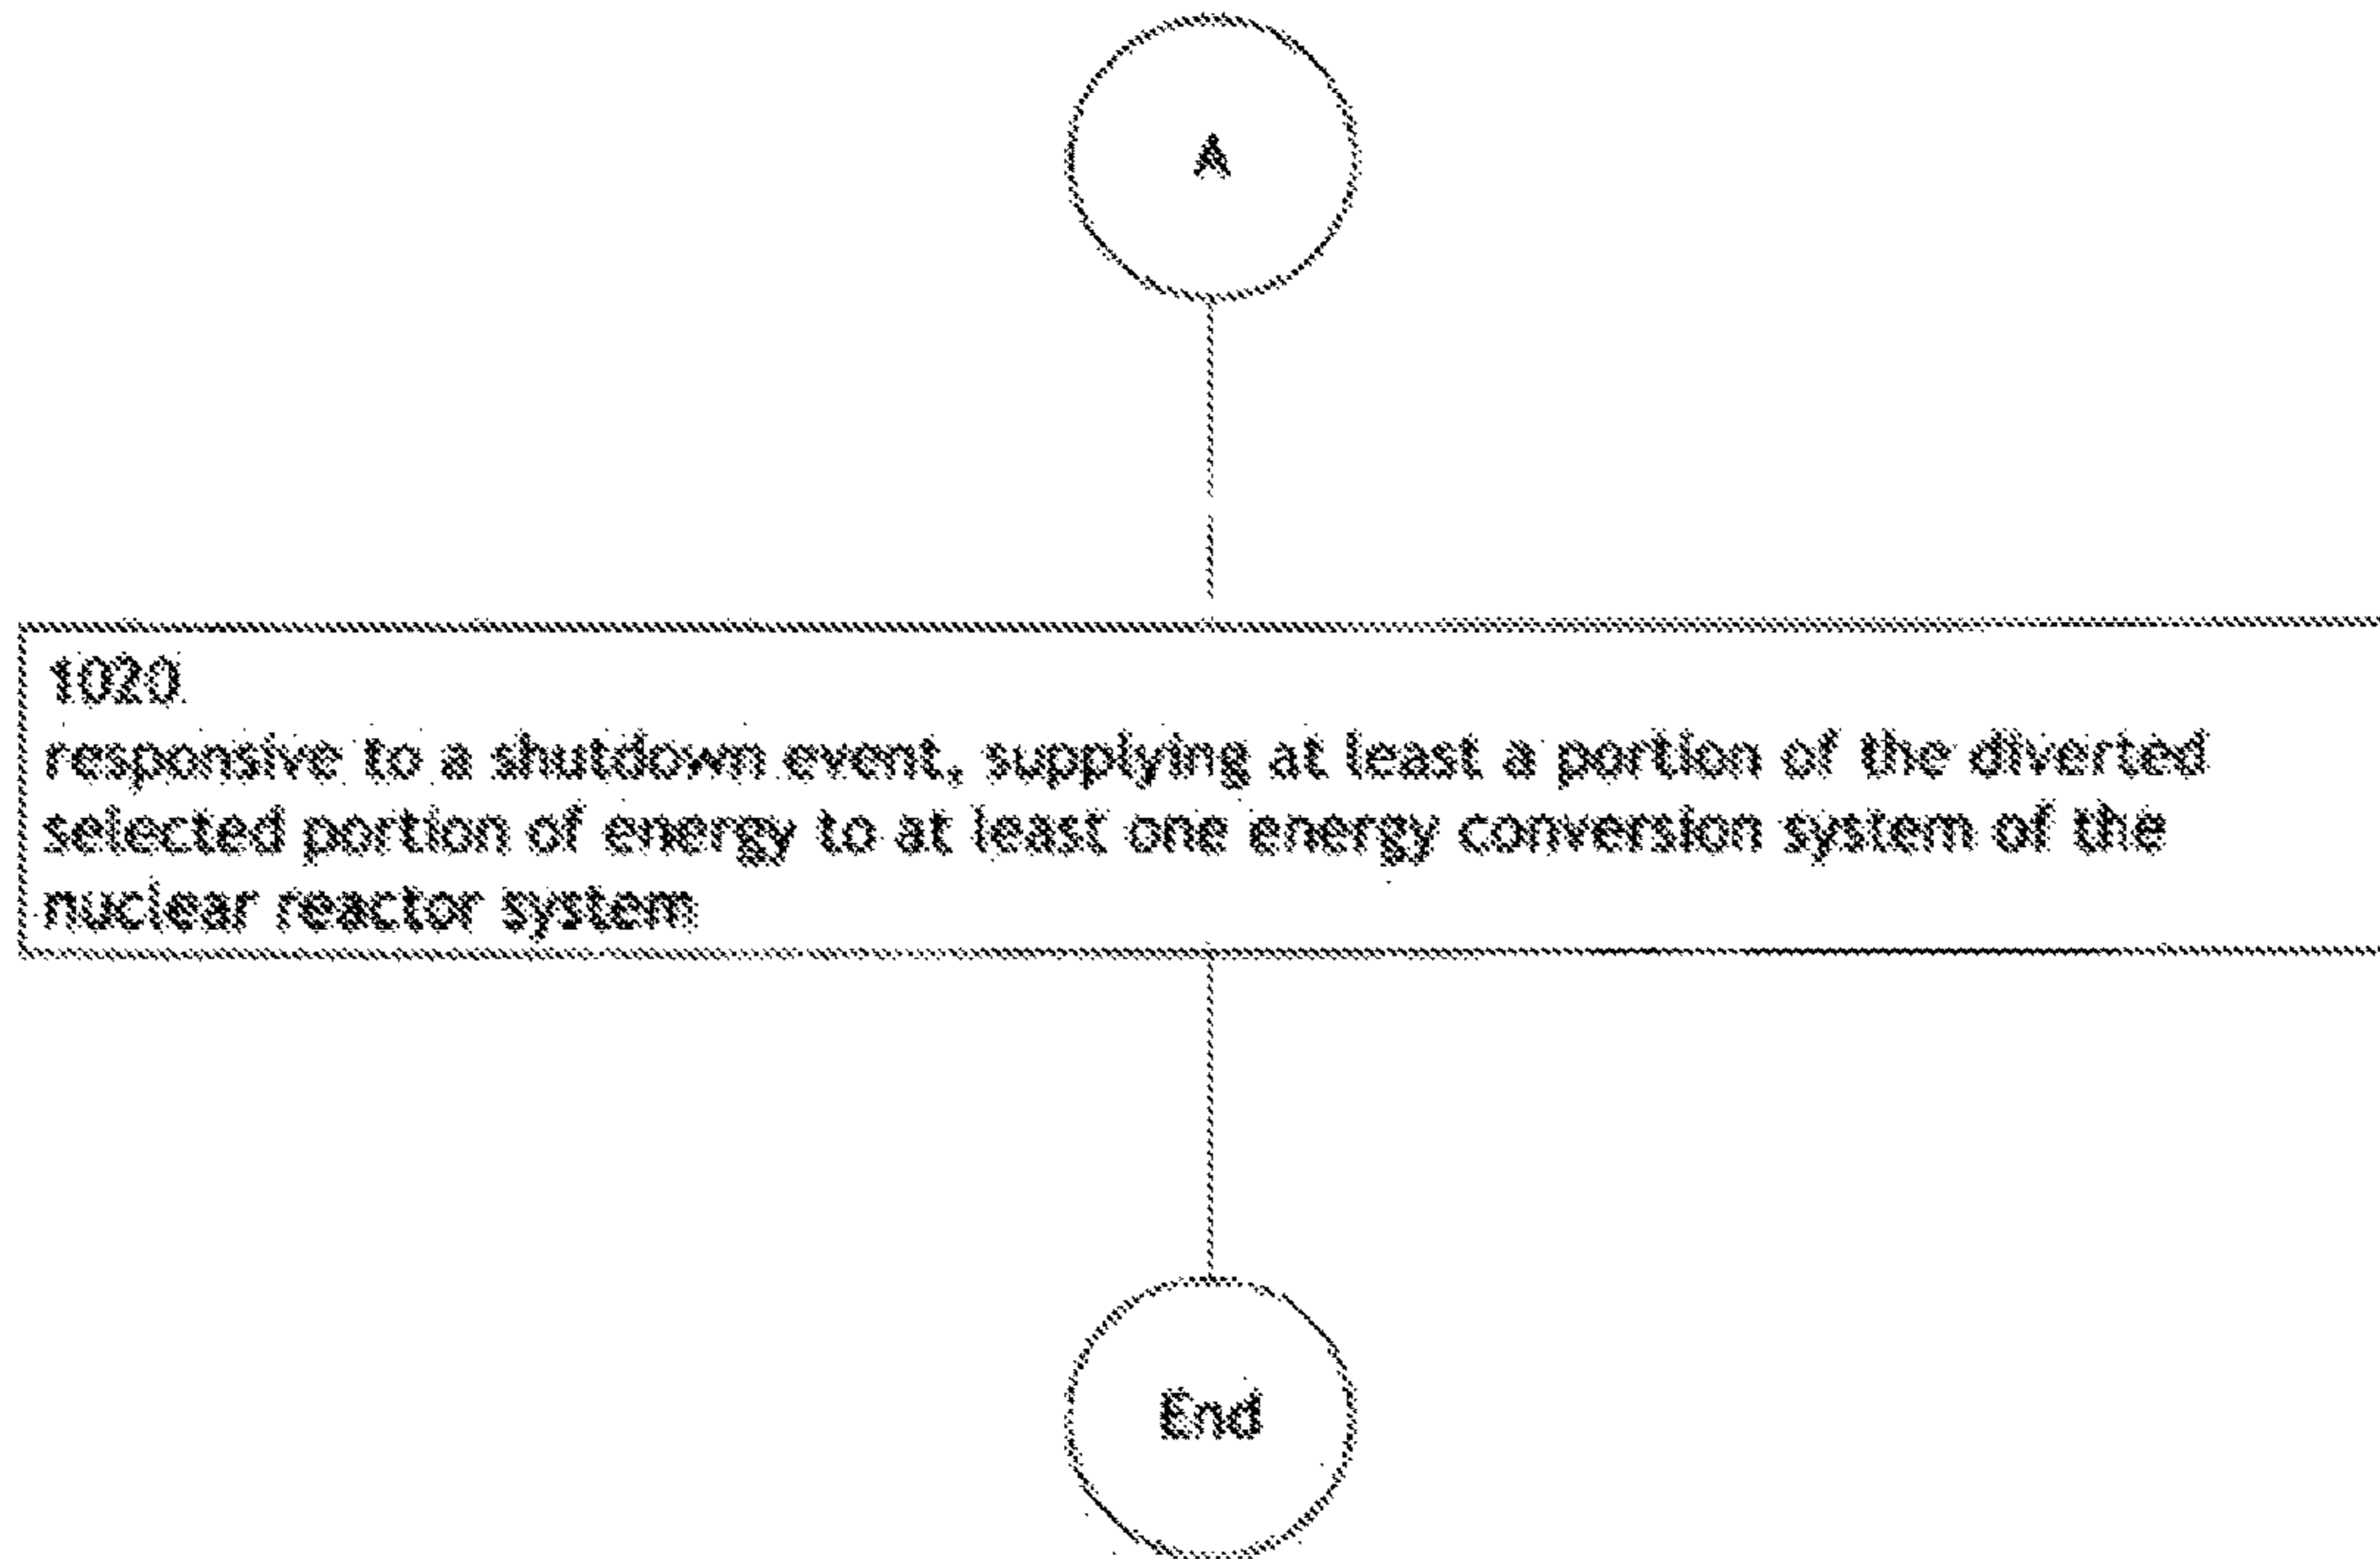 A
1020
responsive to a shutdown event, supplying at least a portion of the diverted
selected portion of energy to at least one energy conversion system of the
nuclear reactor system
End